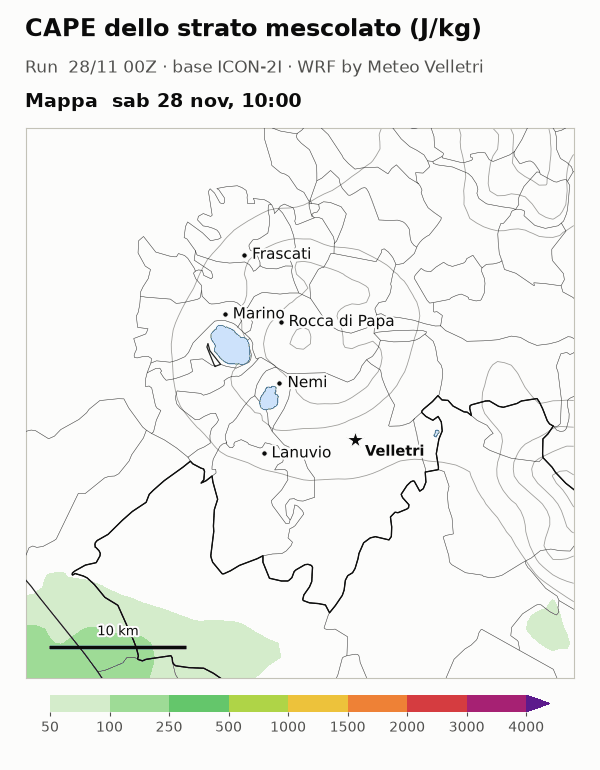 CAPE dello strato mescolato (J/kg)
Run 28/11 00Z · base ICON-2I · WRF by Meteo Velletri
Mappa sab 28 nov, 10:00
Frascati
Marino
Rocca di Papa
Nemi
Velletri
Lanuvio
10 km
50 100 250 500 1000 1500 2000 3000 4000